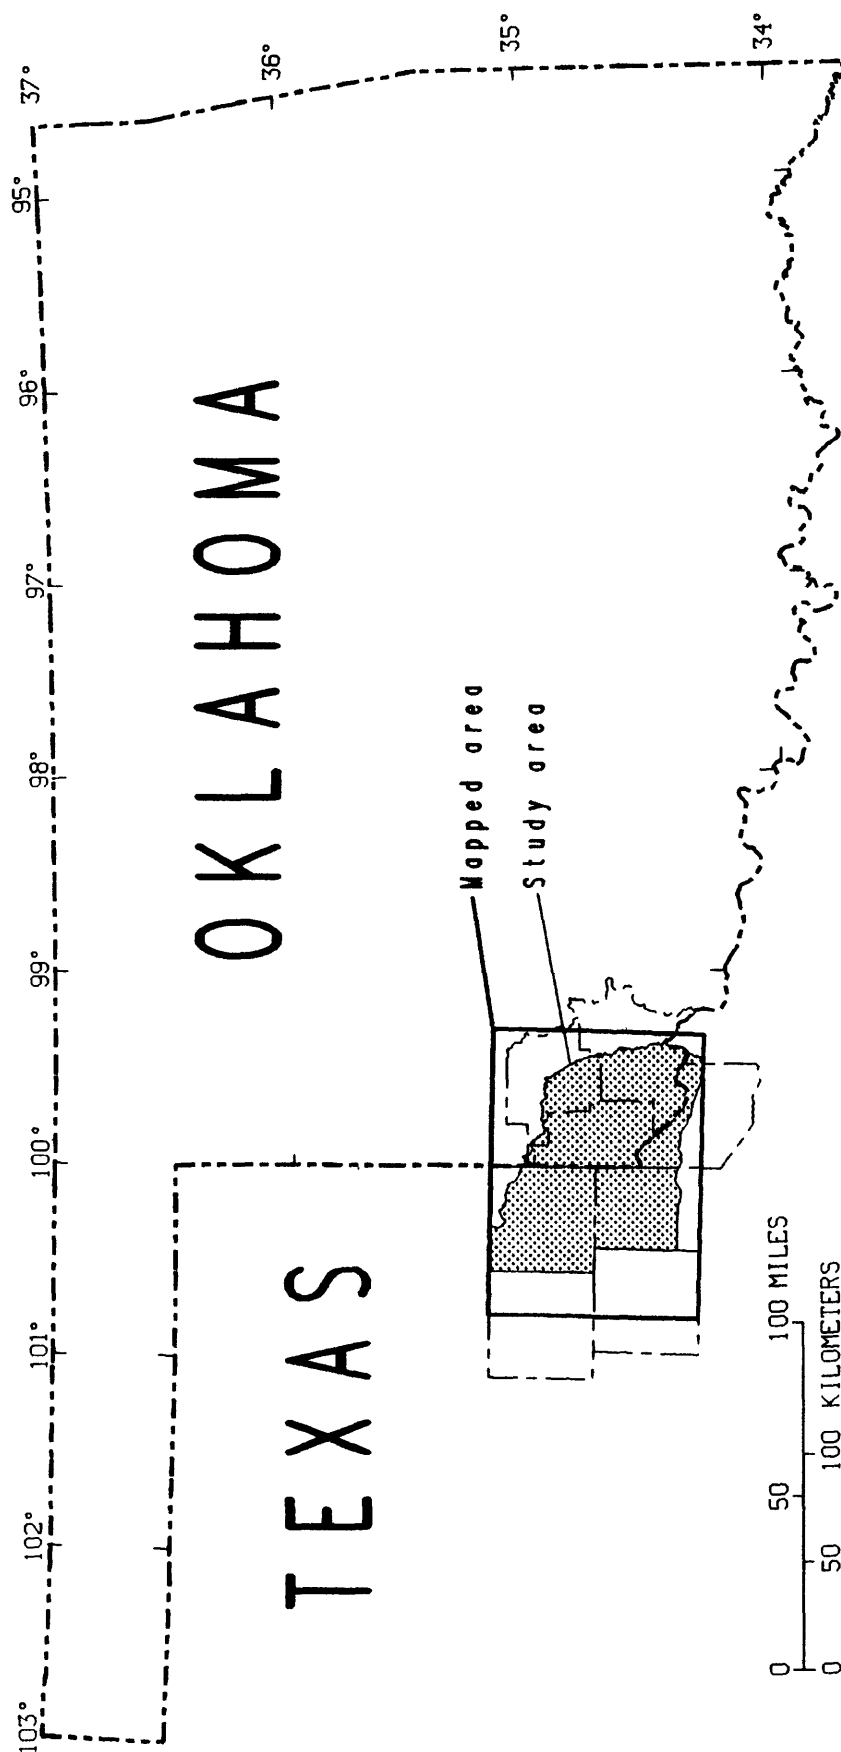 103°
102°
101°
100°
99°
98°
97°
96°
95°
37°
36°
35°
34°
OKLAHOMA
TEXAS
Mapped area
Study area
0 50 100 MILES
0 50 100 KILOMETERS